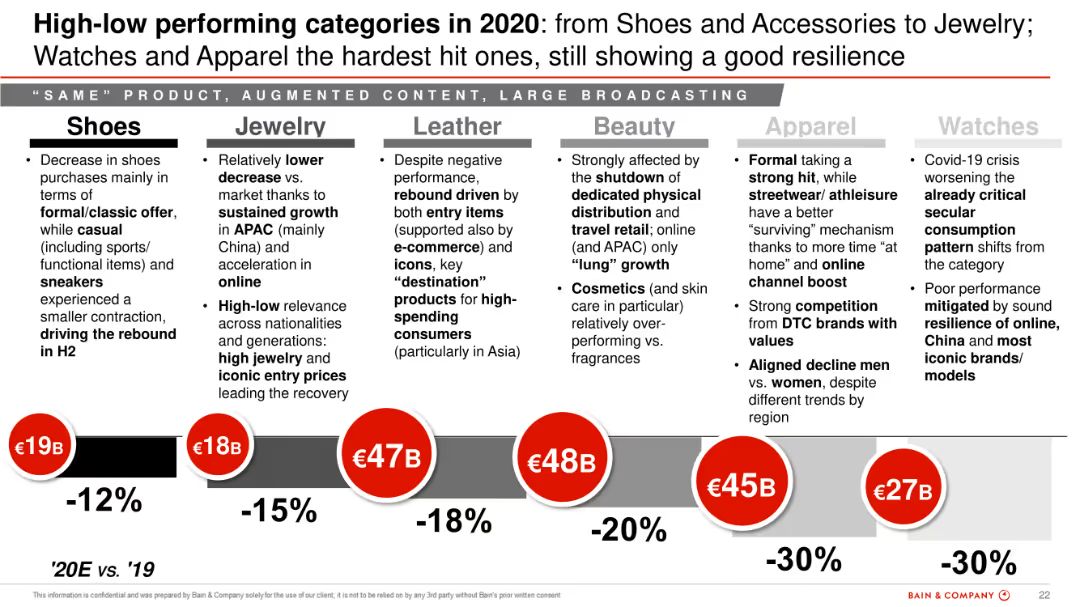 High-low performing categories in 2020: from Shoes and Accessories to Jewelry;
Watches and Apparel the hardest hit ones, still showing a good resilience
“SAME” PRODUCT, AUGMENTED CONTENT, LARGE BROADCASTING
Shoes
• Decrease in shoes
purchases mainly in
terms of
formal/classic offer,
while casual
(including sports/
functional items) and
sneakers
experienced a
smaller contraction,
driving the rebound
in H2
Jewelry
• Relatively lower
decrease vs.
market thanks to
sustained growth
in APAC (mainly
China) and
acceleration in
online
• High-low relevance
across nationalities
and generations:
high jewelry and
iconic entry prices
leading the recovery
Leather
• Despite negative
performance,
rebound driven by
both entry items
(supported also by
e-commerce) and
icons, key
“destination”
products for high-
spending
consumers
(particularly in Asia)
Beauty
• Strongly affected by
the shutdown of
dedicated physical
distribution and
travel retail; online
(and APAC) only
“lung” growth
• Cosmetics (and skin
care in particular)
relatively over-
performing vs.
fragrances
Apparel
• Formal taking a
strong hit, while
streetwear/ athleisure
have a better
“surviving” mechanism
thanks to more time “at
home” and online
channel boost
• Strong competition
from DTC brands with
values
• Aligned decline men
vs. women, despite
different trends by
region
Watches
• Covid-19 crisis
worsening the
already critical
secular
consumption
pattern shifts from
the category
• Poor performance
mitigated by sound
resilience of online,
China and most
iconic brands/
models
€19B
-12%
€18B
-15%
€47B
-18%
€48B
-20%
€45B
-30%
€27B
-30%
'20E VS. '19
This information is confidential and was prepared by Bain & Company solely for the use of our client; it is not to be relied on by any 3rd party without Bain's prior written consent
BAIN & COMPANY
22